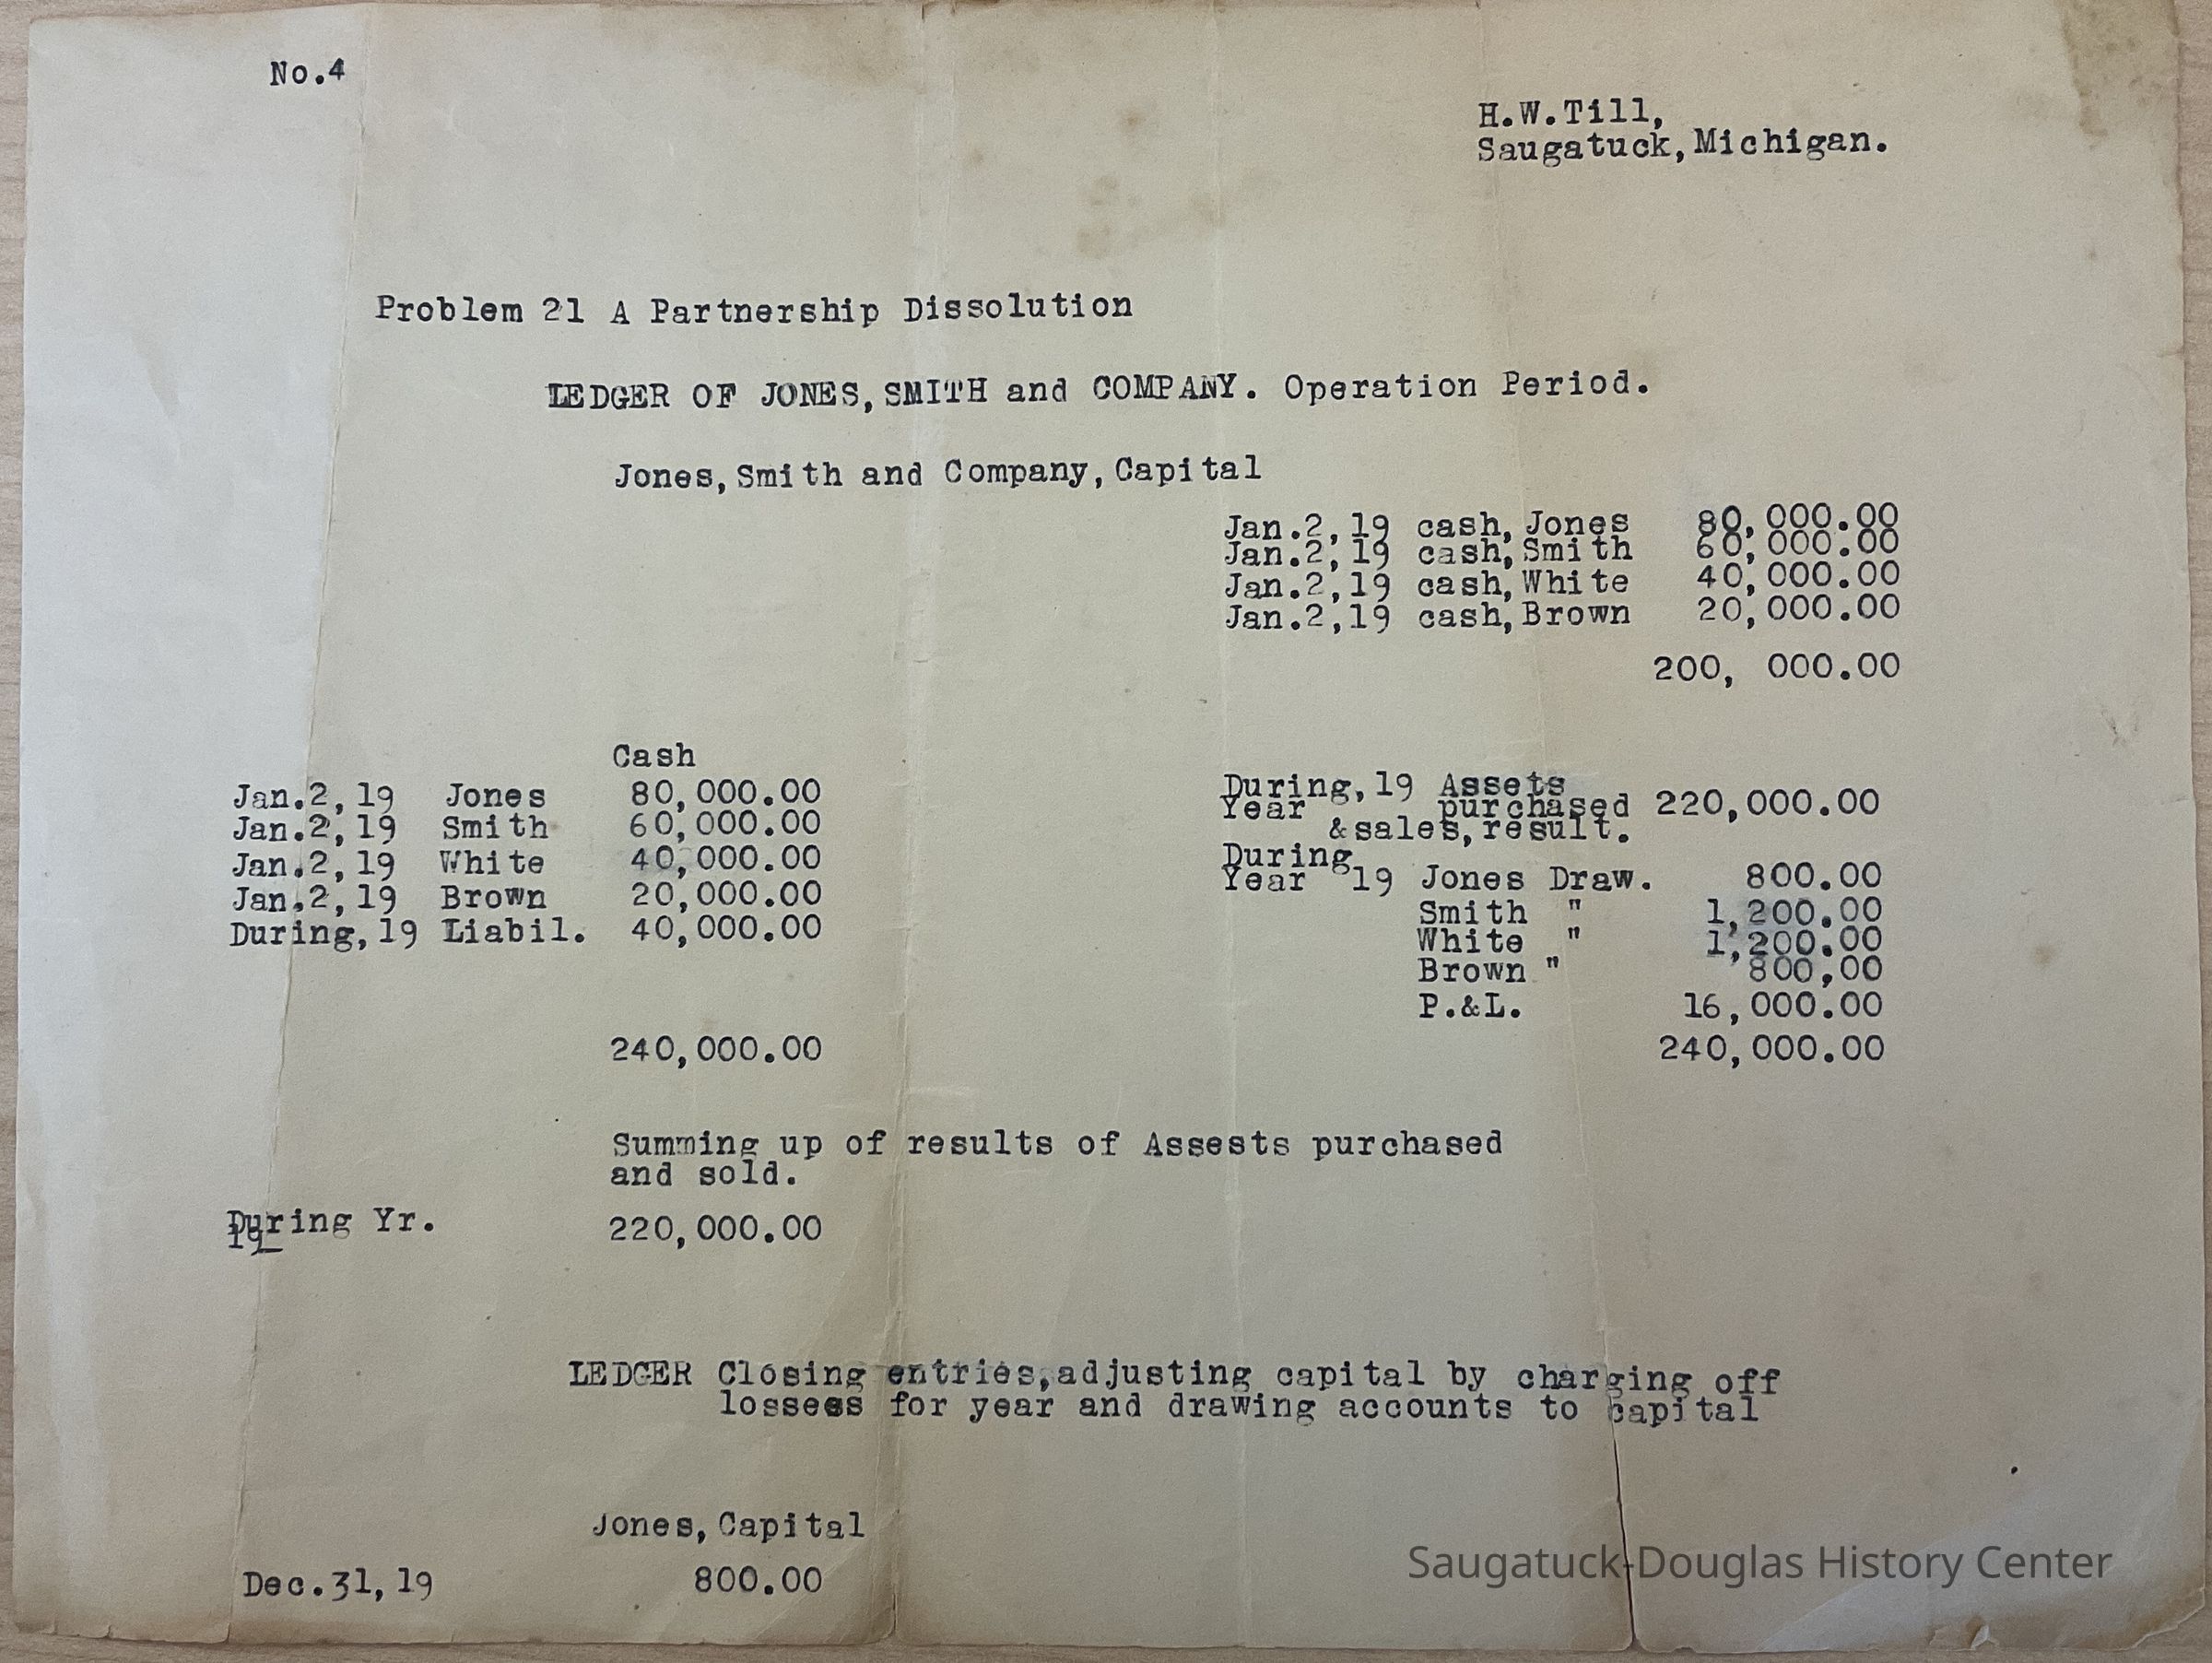 No.4
H.W.Till,
Saugatuck,Michigan.
Problem 21 A Partnership Dissolution
LEDGER OF JONES,SMITH and COMPANY. Operation Period.
Jones,Smith and Company,Capital
Jan.2,19 cash,Jones 80,000.00
Jan.2,19 cash,Smith 60,000.00
Jan.2,19 cash,White 40,000.00
Jan.2,19 cash,Brown 20,000.00
200, 000.00
Cash
Jan.2,19 Jones 80,000.00
Jan.2,19 Smith 60,000.00
Jan.2,19 White 40,000.00
Jan.2,19 Brown 20,000.00
During,19 Liabil. 40,000.00
240,000.00
During,19 Assets
Year purchased 220,000.00
&sales,result.
During
Year 19 Jones Draw. 800.00
Smith " 1,200.00
White " 1,200.00
Brown " 800,00
P.&L. 16,000.00
240,000.00
Summing up of results of Assests purchased
and sold.
During Yr. 220,000.00
19_
LEDGER Closing entries,adjusting capital by charging off
lossees for year and drawing accounts to capital
Jones,Capital
Dec.31,19 800.00
Saugatuck-Douglas History Center